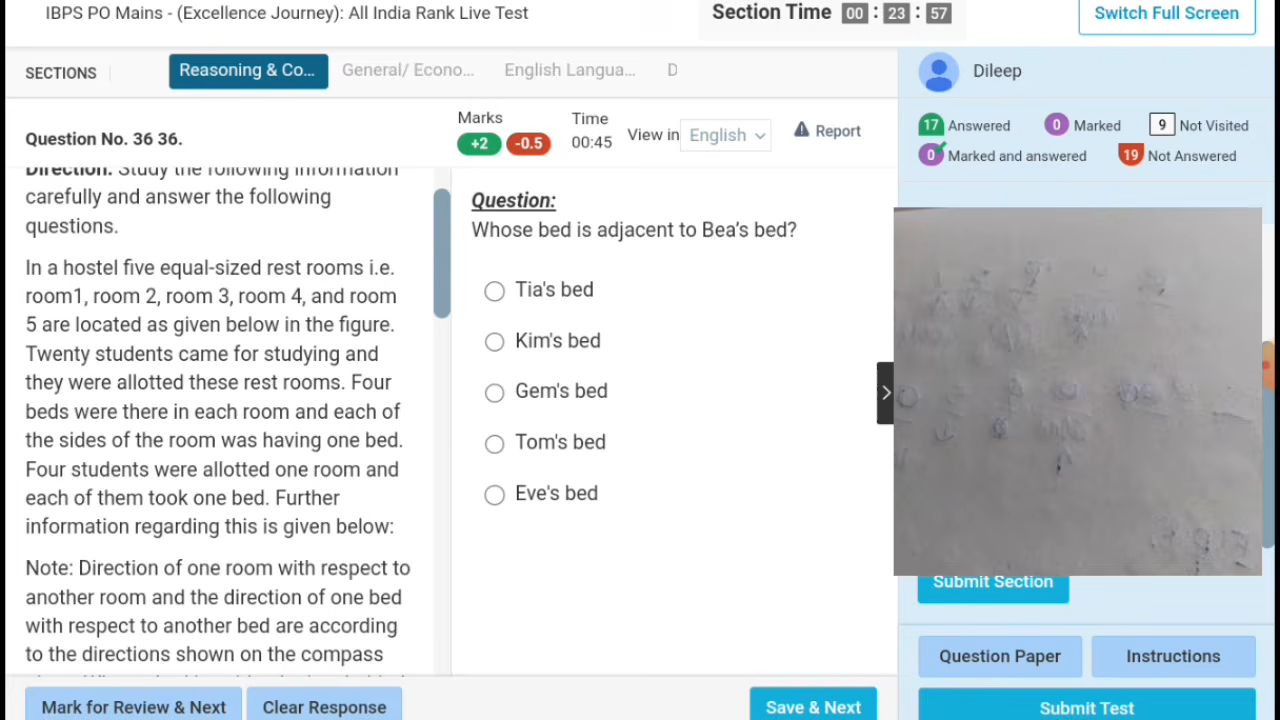 IBPS PO Mains - (Excellence Journey): All India Rank Live Test
Section Time 00 : 23 : 57
Switch Full Screen
SECTIONS
Reasoning & Co...
General/ Econo...
English Langua...
D
Dileep
17 Answered
0 Marked
9 Not Visited
0 Marked and answered
19 Not Answered
Question No. 36 36.
Marks
+2 -0.5
Time
00:45
View in English
Report
Direction: Study the following information
carefully and answer the following
questions.
In a hostel five equal-sized rest rooms i.e.
room1, room 2, room 3, room 4, and room
5 are located as given below in the figure.
Twenty students came for studying and
they were allotted these rest rooms. Four
beds were there in each room and each of
the sides of the room was having one bed.
Four students were allotted one room and
each of them took one bed. Further
information regarding this is given below:
Note: Direction of one room with respect to
another room and the direction of one bed
with respect to another bed are according
to the directions shown on the compass
Question:
Whose bed is adjacent to Bea's bed?
Tia's bed
Kim's bed
Gem's bed
Tom's bed
Eve's bed
Submit Section
Question Paper
Instructions
Mark for Review & Next
Clear Response
Save & Next
Submit Test